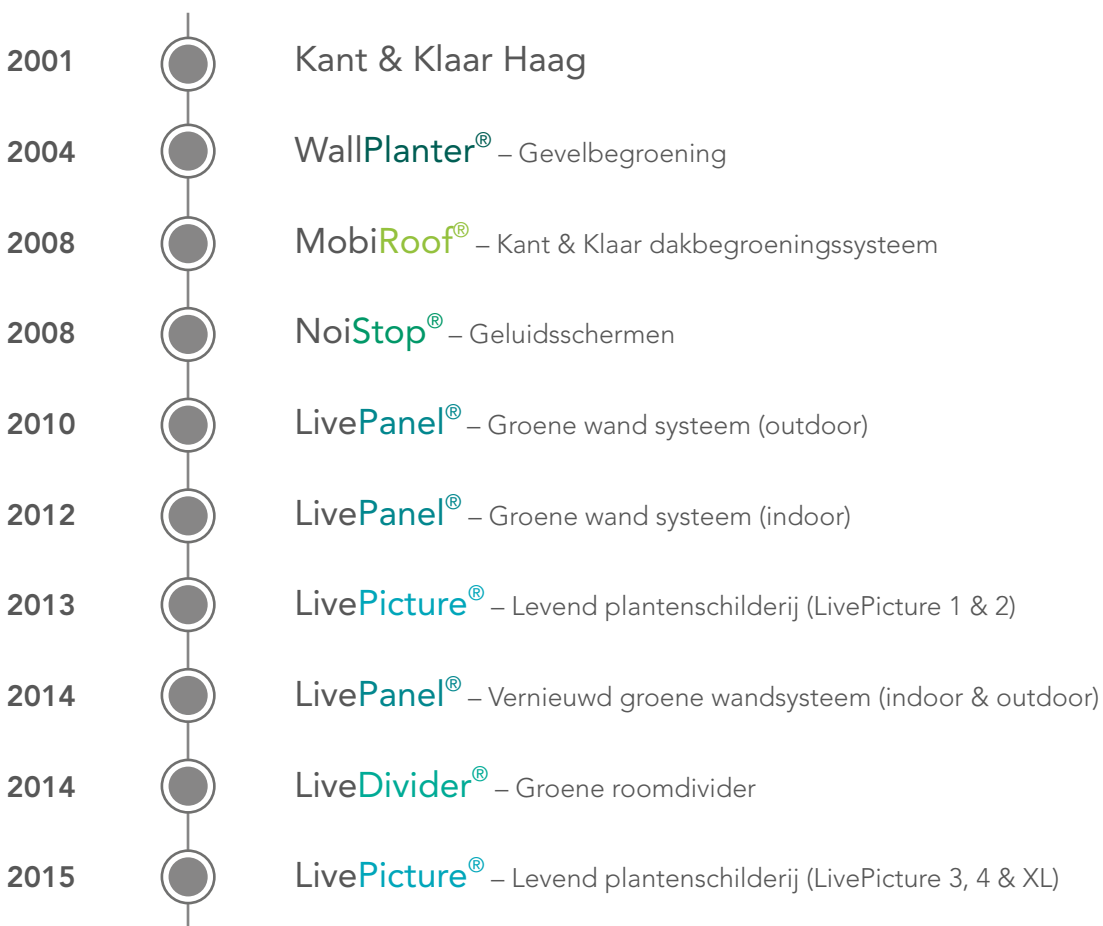 2001 Kant & Klaar Haag
2004 WallPlanter® – Gevelbegroening
2008 MobiRoof® – Kant & Klaar dakbegroeningssysteem
2008 NoiStop® – Geluidsschermen
2010 LivePanel® – Groene wand systeem (outdoor)
2012 LivePanel® – Groene wand systeem (indoor)
2013 LivePicture® – Levend plantenschilderij (LivePicture 1 & 2)
2014 LivePanel® – Vernieuwd groene wandsysteem (indoor & outdoor)
2014 LiveDivider® – Groene roomdivider
2015 LivePicture® – Levend plantenschilderij (LivePicture 3, 4 & XL)